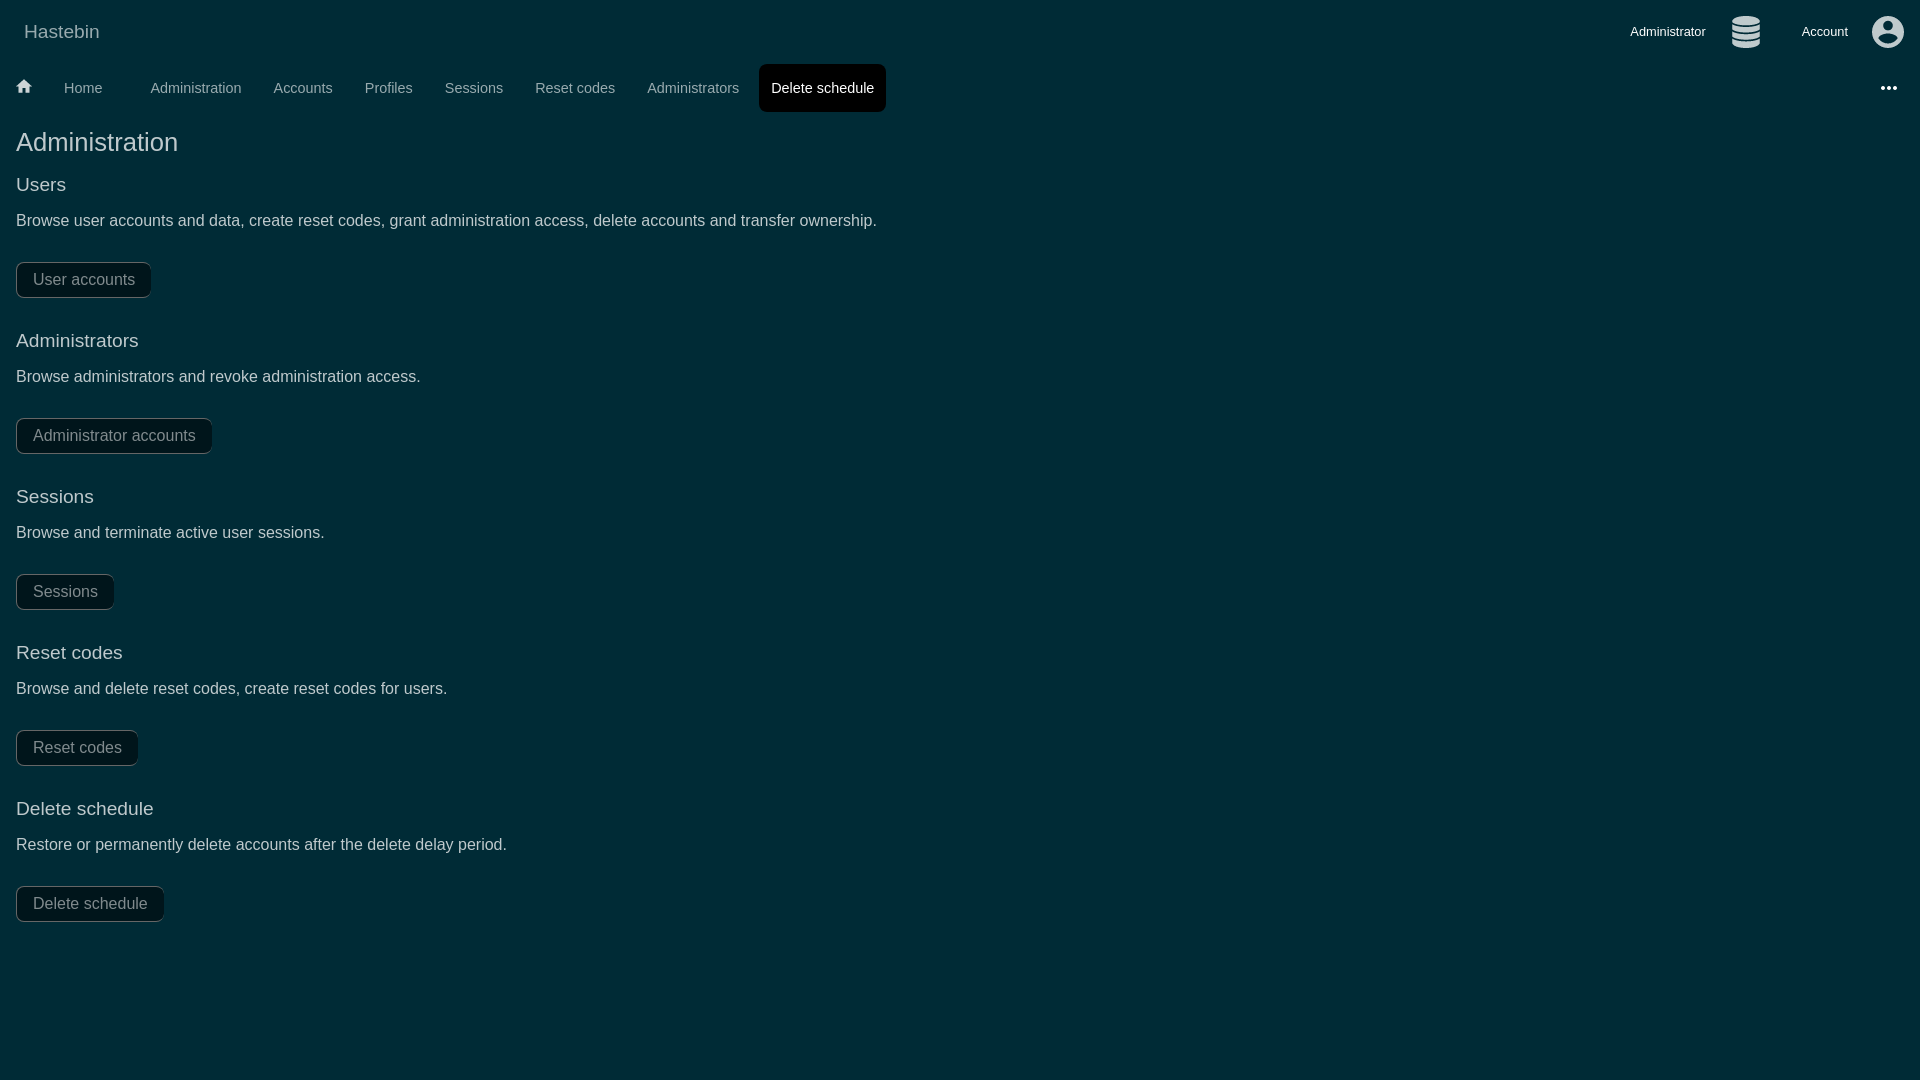 Hastebin
Administrator
Account
Home
Administration
Accounts
Profiles
Sessions
Reset codes
Administrators
Delete schedule
Administration
Users
Browse user accounts and data, create reset codes, grant administration access, delete accounts and transfer ownership.
User accounts
Administrators
Browse administrators and revoke administration access.
Administrator accounts
Sessions
Browse and terminate active user sessions.
Sessions
Reset codes
Browse and delete reset codes, create reset codes for users.
Reset codes
Delete schedule
Restore or permanently delete accounts after the delete delay period.
Delete schedule